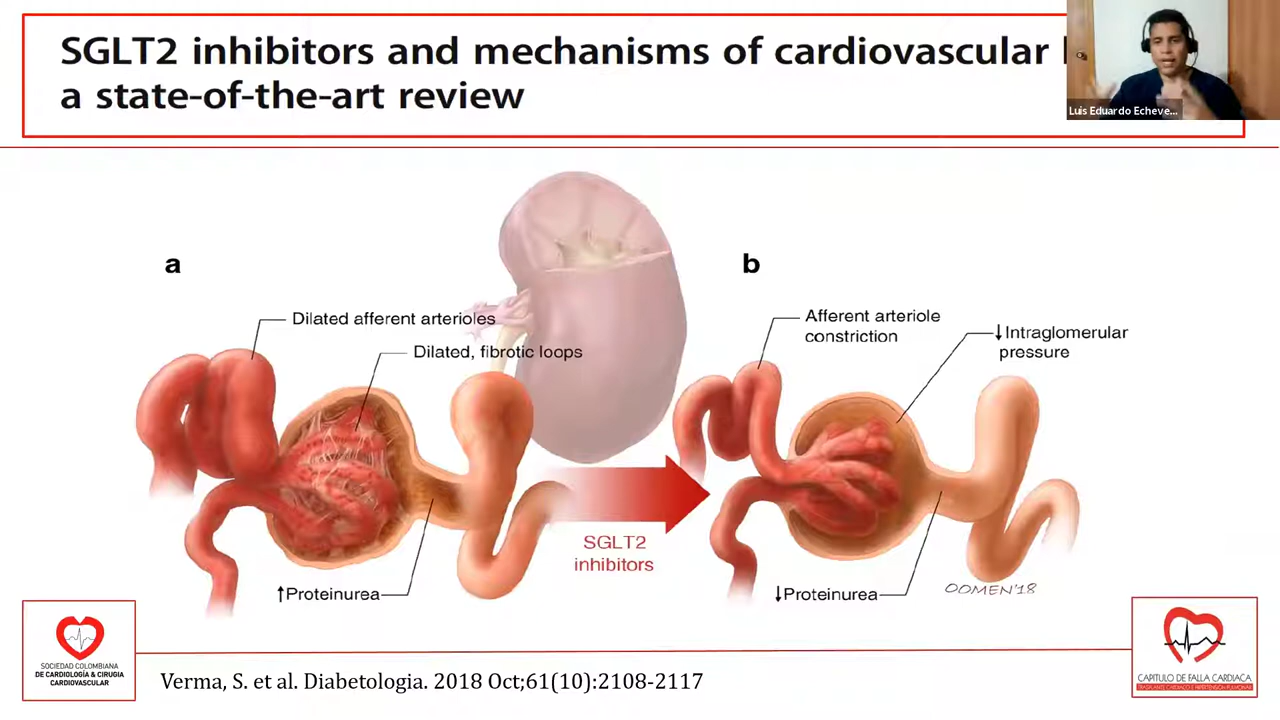 SGLT2 inhibitors and mechanisms of cardiovascular
a state-of-the-art review
Luis Eduardo Echeve...
a
b
Dilated afferent arterioles
Dilated, fibrotic loops
Afferent arteriole
constriction
↓Intraglomerular
pressure
SGLT2
inhibitors
↑Proteinurea
↓Proteinurea
OOMEN'18
SOCIEDAD COLOMBIANA
DE CARDIOLOGÍA & CIRUGIA
CARDIOVASCULAR
Verma, S. et al. Diabetologia. 2018 Oct;61(10):2108-2117
CAPITULO DE FALLA CARDIACA